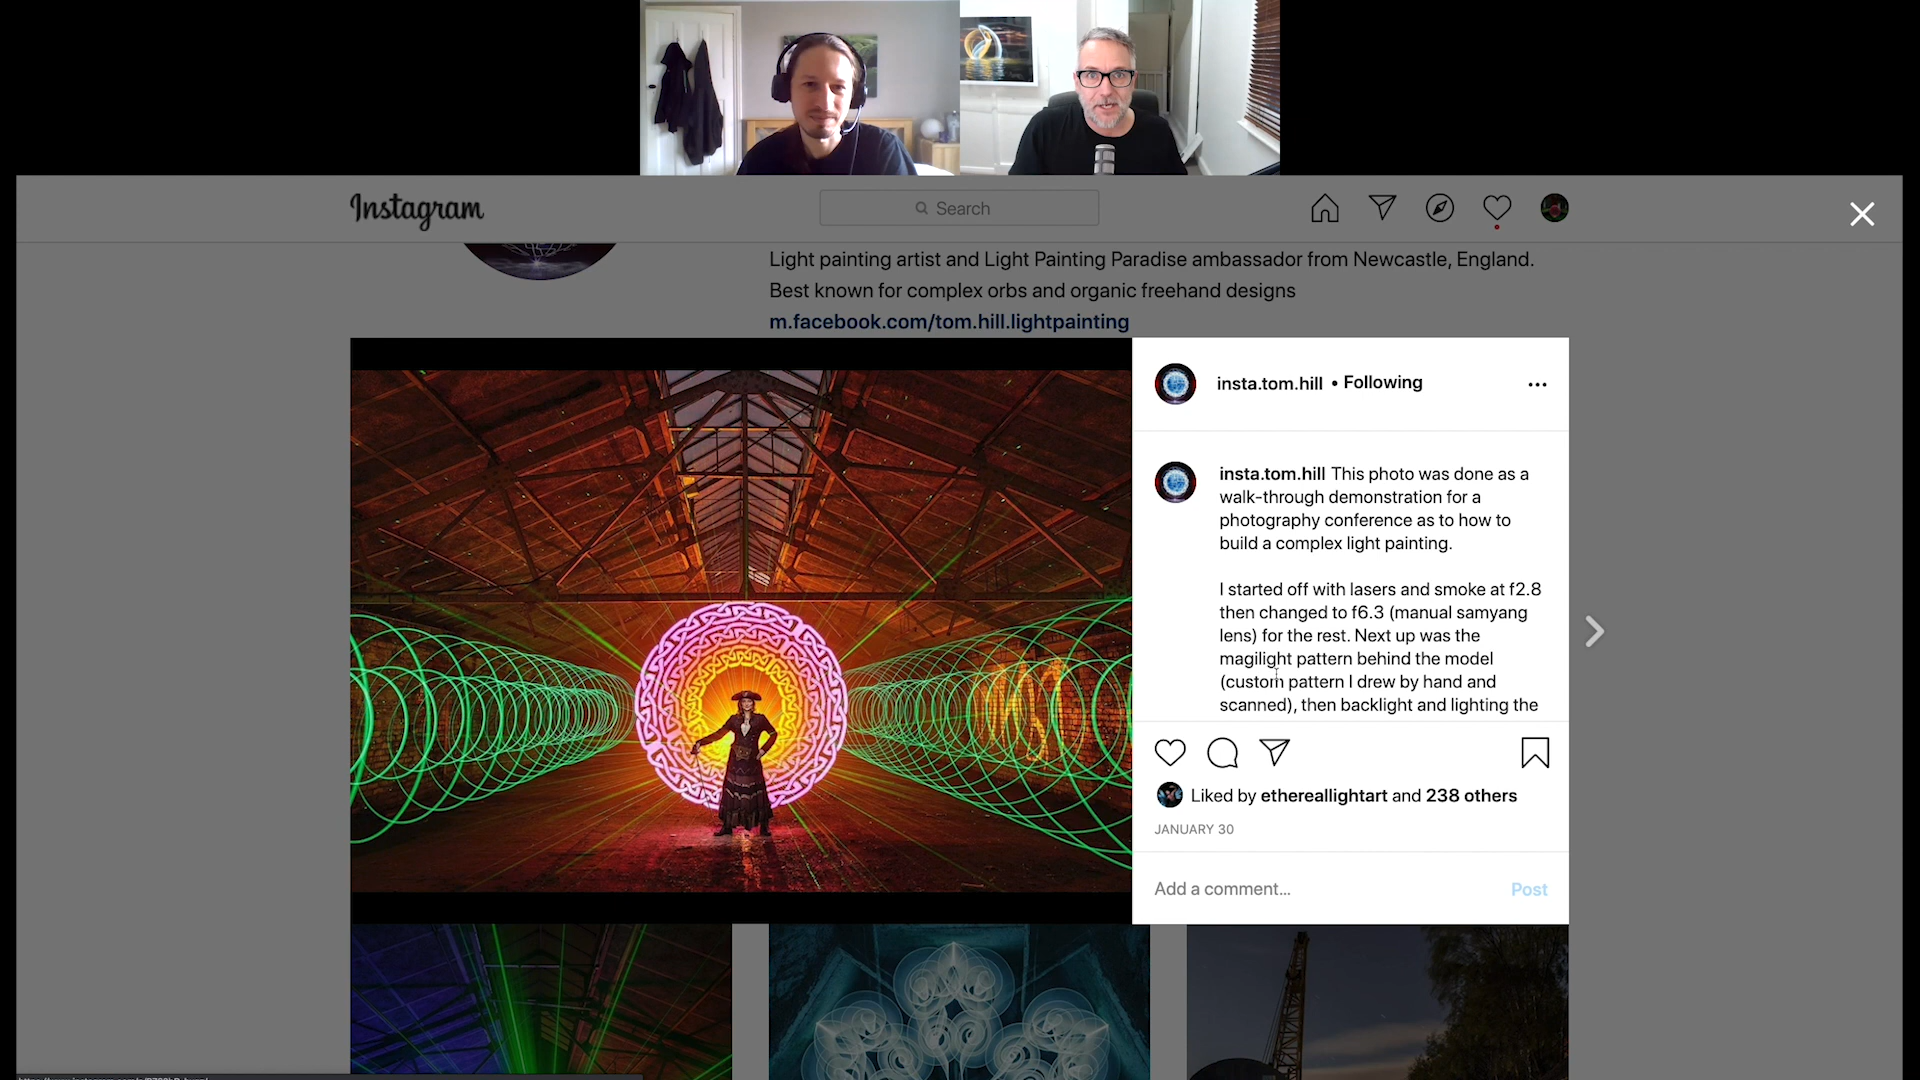 Instagram
Search
Light painting artist and Light Painting Paradise ambassador from Newcastle, England.
Best known for complex orbs and organic freehand designs
m.facebook.com/tom.hill.lightpainting
insta.tom.hill • Following
insta.tom.hill This photo was done as a
walk-through demonstration for a
photography conference as to how to
build a complex light painting.
I started off with lasers and smoke at f2.8
then changed to f6.3 (manual samyang
lens) for the rest. Next up was the
magilight pattern behind the model
(custom pattern I drew by hand and
scanned), then backlight and lighting the
Liked by ethereallightart and 238 others
JANUARY 30
Add a comment...
Post